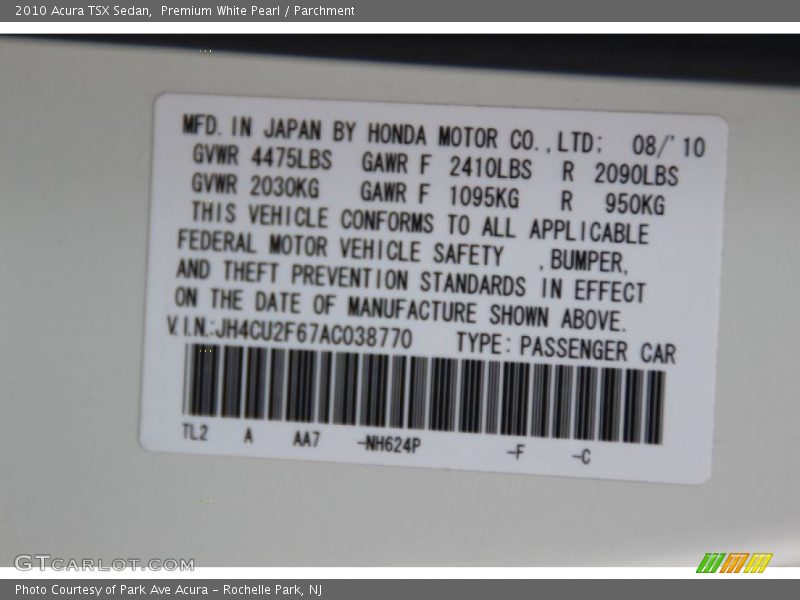 2010 Acura TSX Sedan,  Premium White Pearl / Parchment
MFD. IN JAPAN BY HONDA MOTOR CO., LTD: 08/'10
GVWR 4475LBS GAWR F 2410LBS R 2090LBS
GVWR 2030KG GAWR F 1095KG R 950KG
THIS VEHICLE CONFORMS TO ALL APPLICABLE
FEDERAL MOTOR VEHICLE SAFETY ,BUMPER,
AND THEFT PREVENTION STANDARDS IN EFFECT
ON THE DATE OF MANUFACTURE SHOWN ABOVE.
V.I.N.:JH4CU2F67AC038770 TYPE: PASSENGER CAR
TL2 A AA7 -NH624P -F -C
GTCARLOT.COM
Photo Courtesy of Park Ave Acura – Rochelle Park, NJ